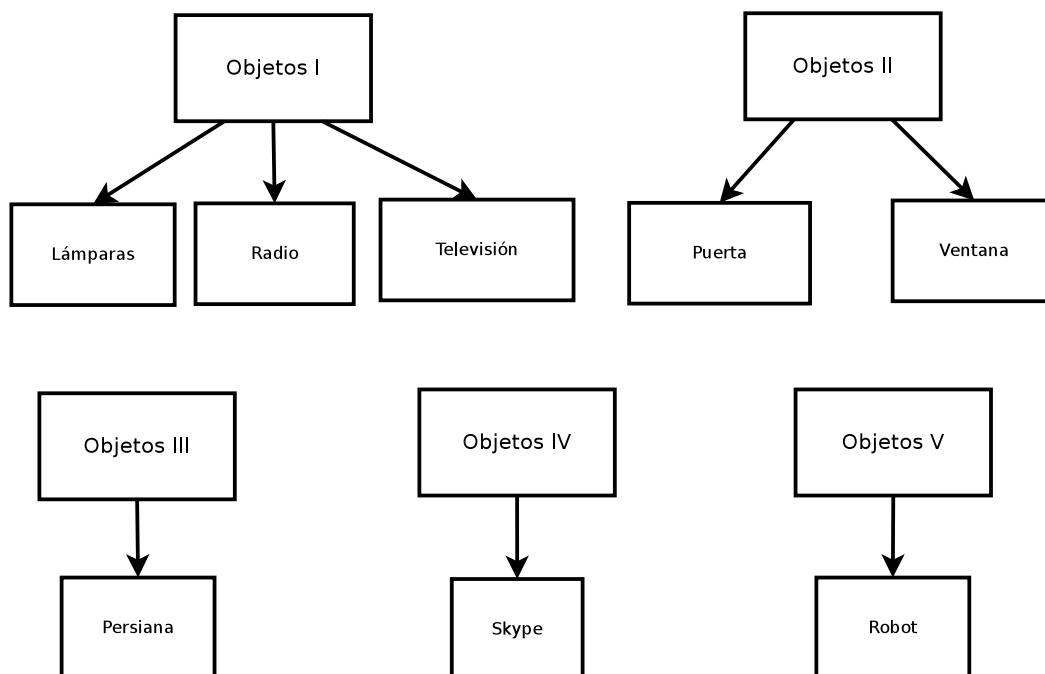 Objetos I
Objetos II
Lámparas
Radio
Televisión
Puerta
Ventana
Objetos III
Objetos IV
Objetos V
Persiana
Skype
Robot